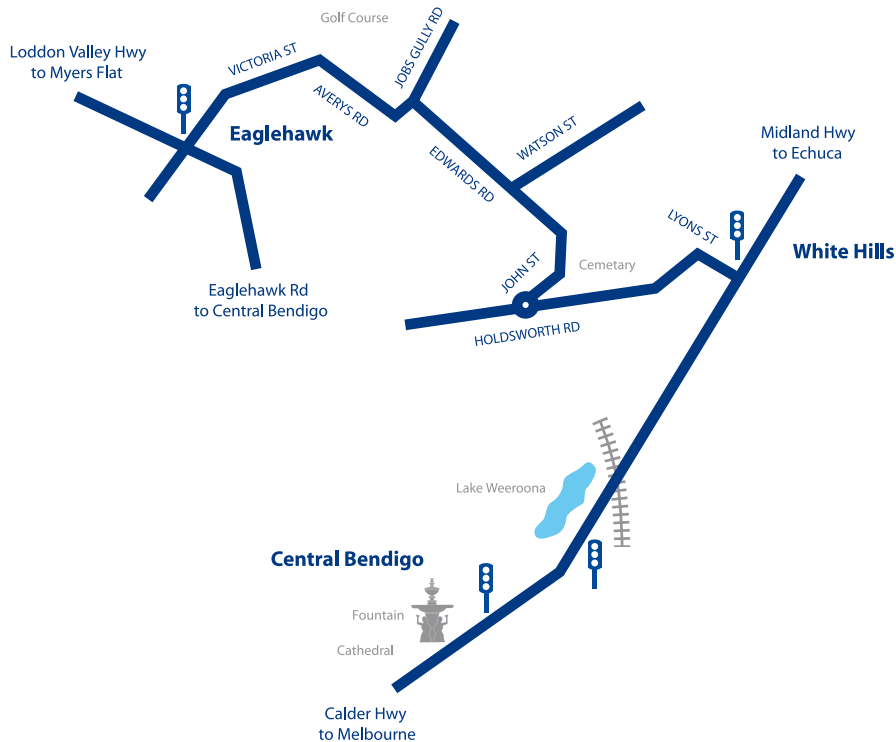 Golf Course
Loddon Valley Hwy
to Myers Flat
VICTORIA ST
JOBS GULLY RD
AVERYS RD
Eaglehawk
WATSON ST
EDWARDS RD
Midland Hwy
to Echuca
LYONS ST
White Hills
JOHN ST
Cemetary
Eaglehawk Rd
to Central Bendigo
HOLDSWORTH RD
Lake Weeroona
Central Bendigo
Fountain
Cathedral
Calder Hwy
to Melbourne